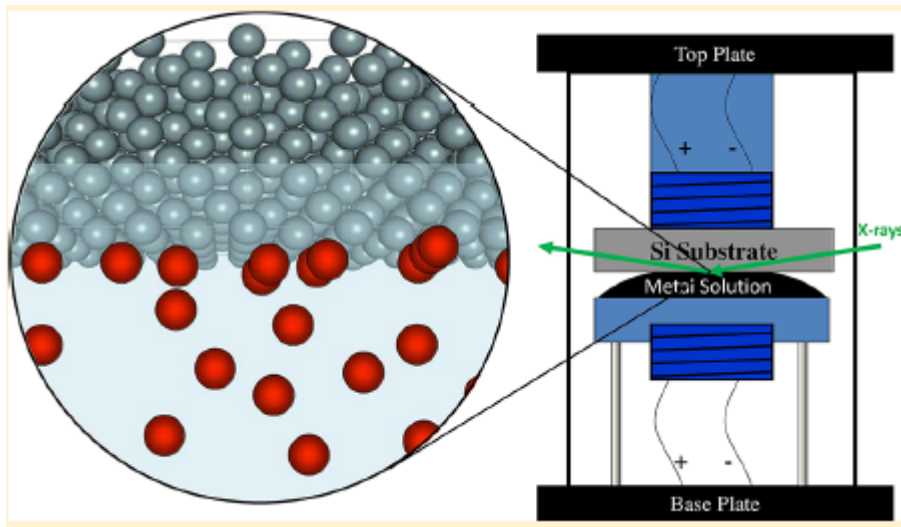 Top Plate
+ -
X-rays
Si Substrate
Metal Solution
+ -
Base Plate